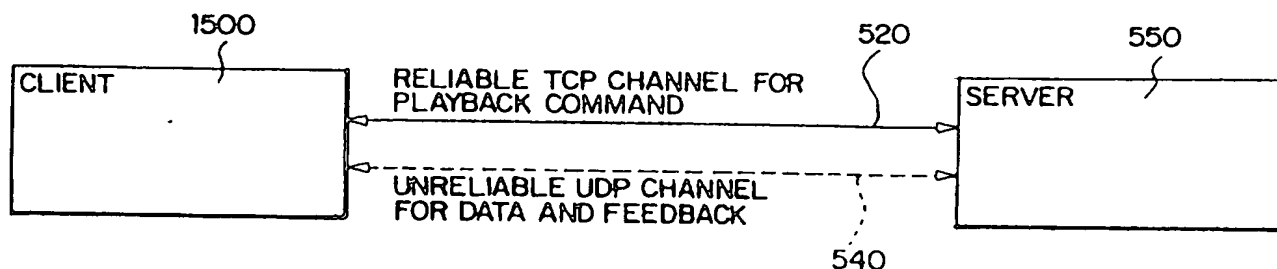 1500
520
550
CLIENT
RELIABLE TCP CHANNEL FOR
PLAYBACK COMMAND
SERVER
UNRELIABLE UDP CHANNEL
FOR DATA AND FEEDBACK
540